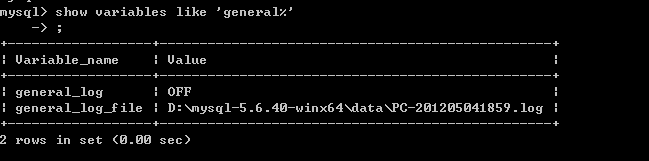 mysql> show variables like 'general%'
    -> ;
+------------------+--------------------------------------------------+
| Variable_name    | Value                                            |
+------------------+--------------------------------------------------+
| general_log      | OFF                                              |
| general_log_file | D:\mysql-5.6.40-winx64\data\PC-201205041859.log |
+------------------+--------------------------------------------------+
2 rows in set (0.00 sec)